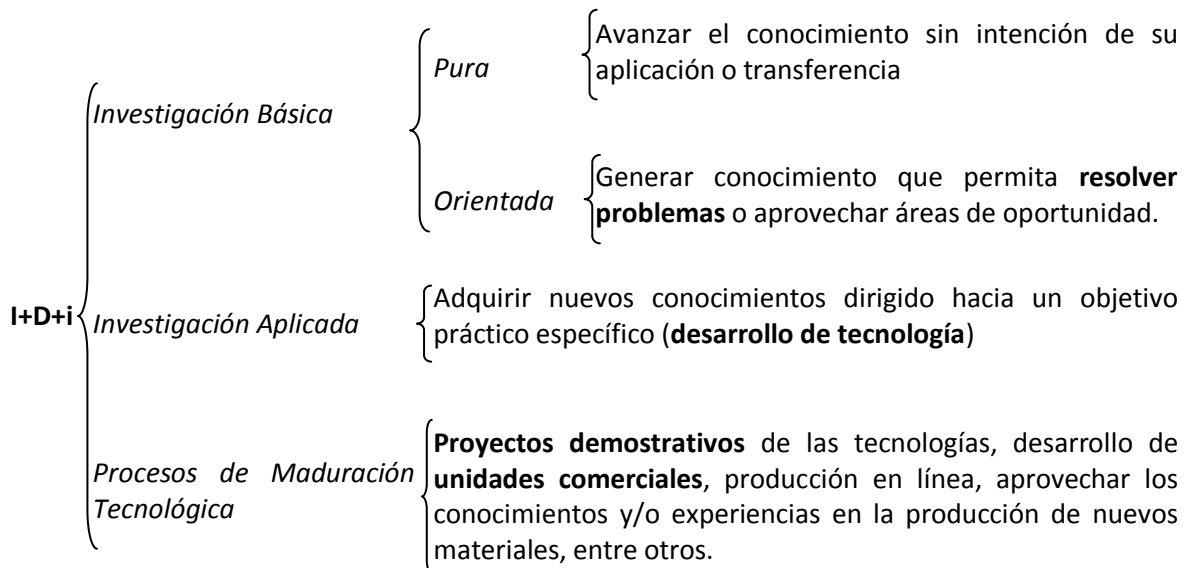 Pura
Avanzar el conocimiento sin intención de su
aplicación o transferencia
Investigación Básica
Orientada
Generar conocimiento que permita resolver
problemas o aprovechar áreas de oportunidad.
I+D+i
Investigación Aplicada
Adquirir nuevos conocimientos dirigido hacia un objetivo
práctico específico (desarrollo de tecnología)
Procesos de Maduración
Tecnológica
Proyectos demostrativos de las tecnologías, desarrollo de
unidades comerciales, producción en línea, aprovechar los
conocimientos y/o experiencias en la producción de nuevos
materiales, entre otros.